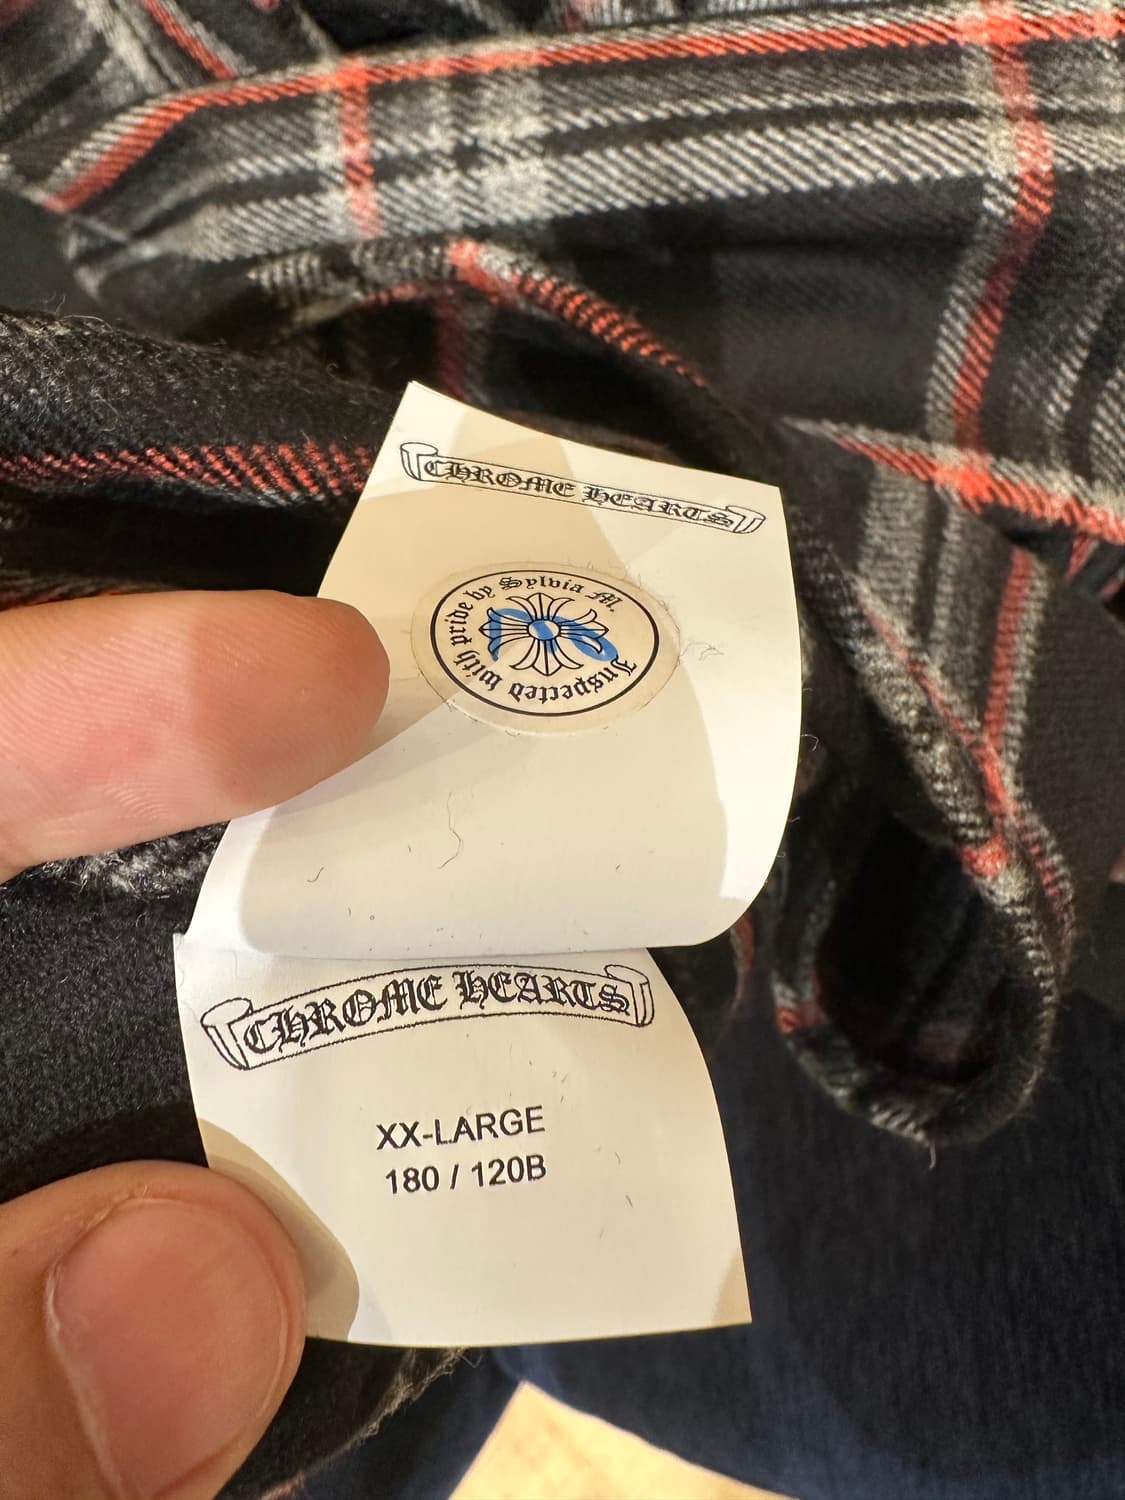 CHROME HEARTS
Inspected with pride by Sylvia M.
CHROME HEARTS
XX-LARGE
180 / 120B